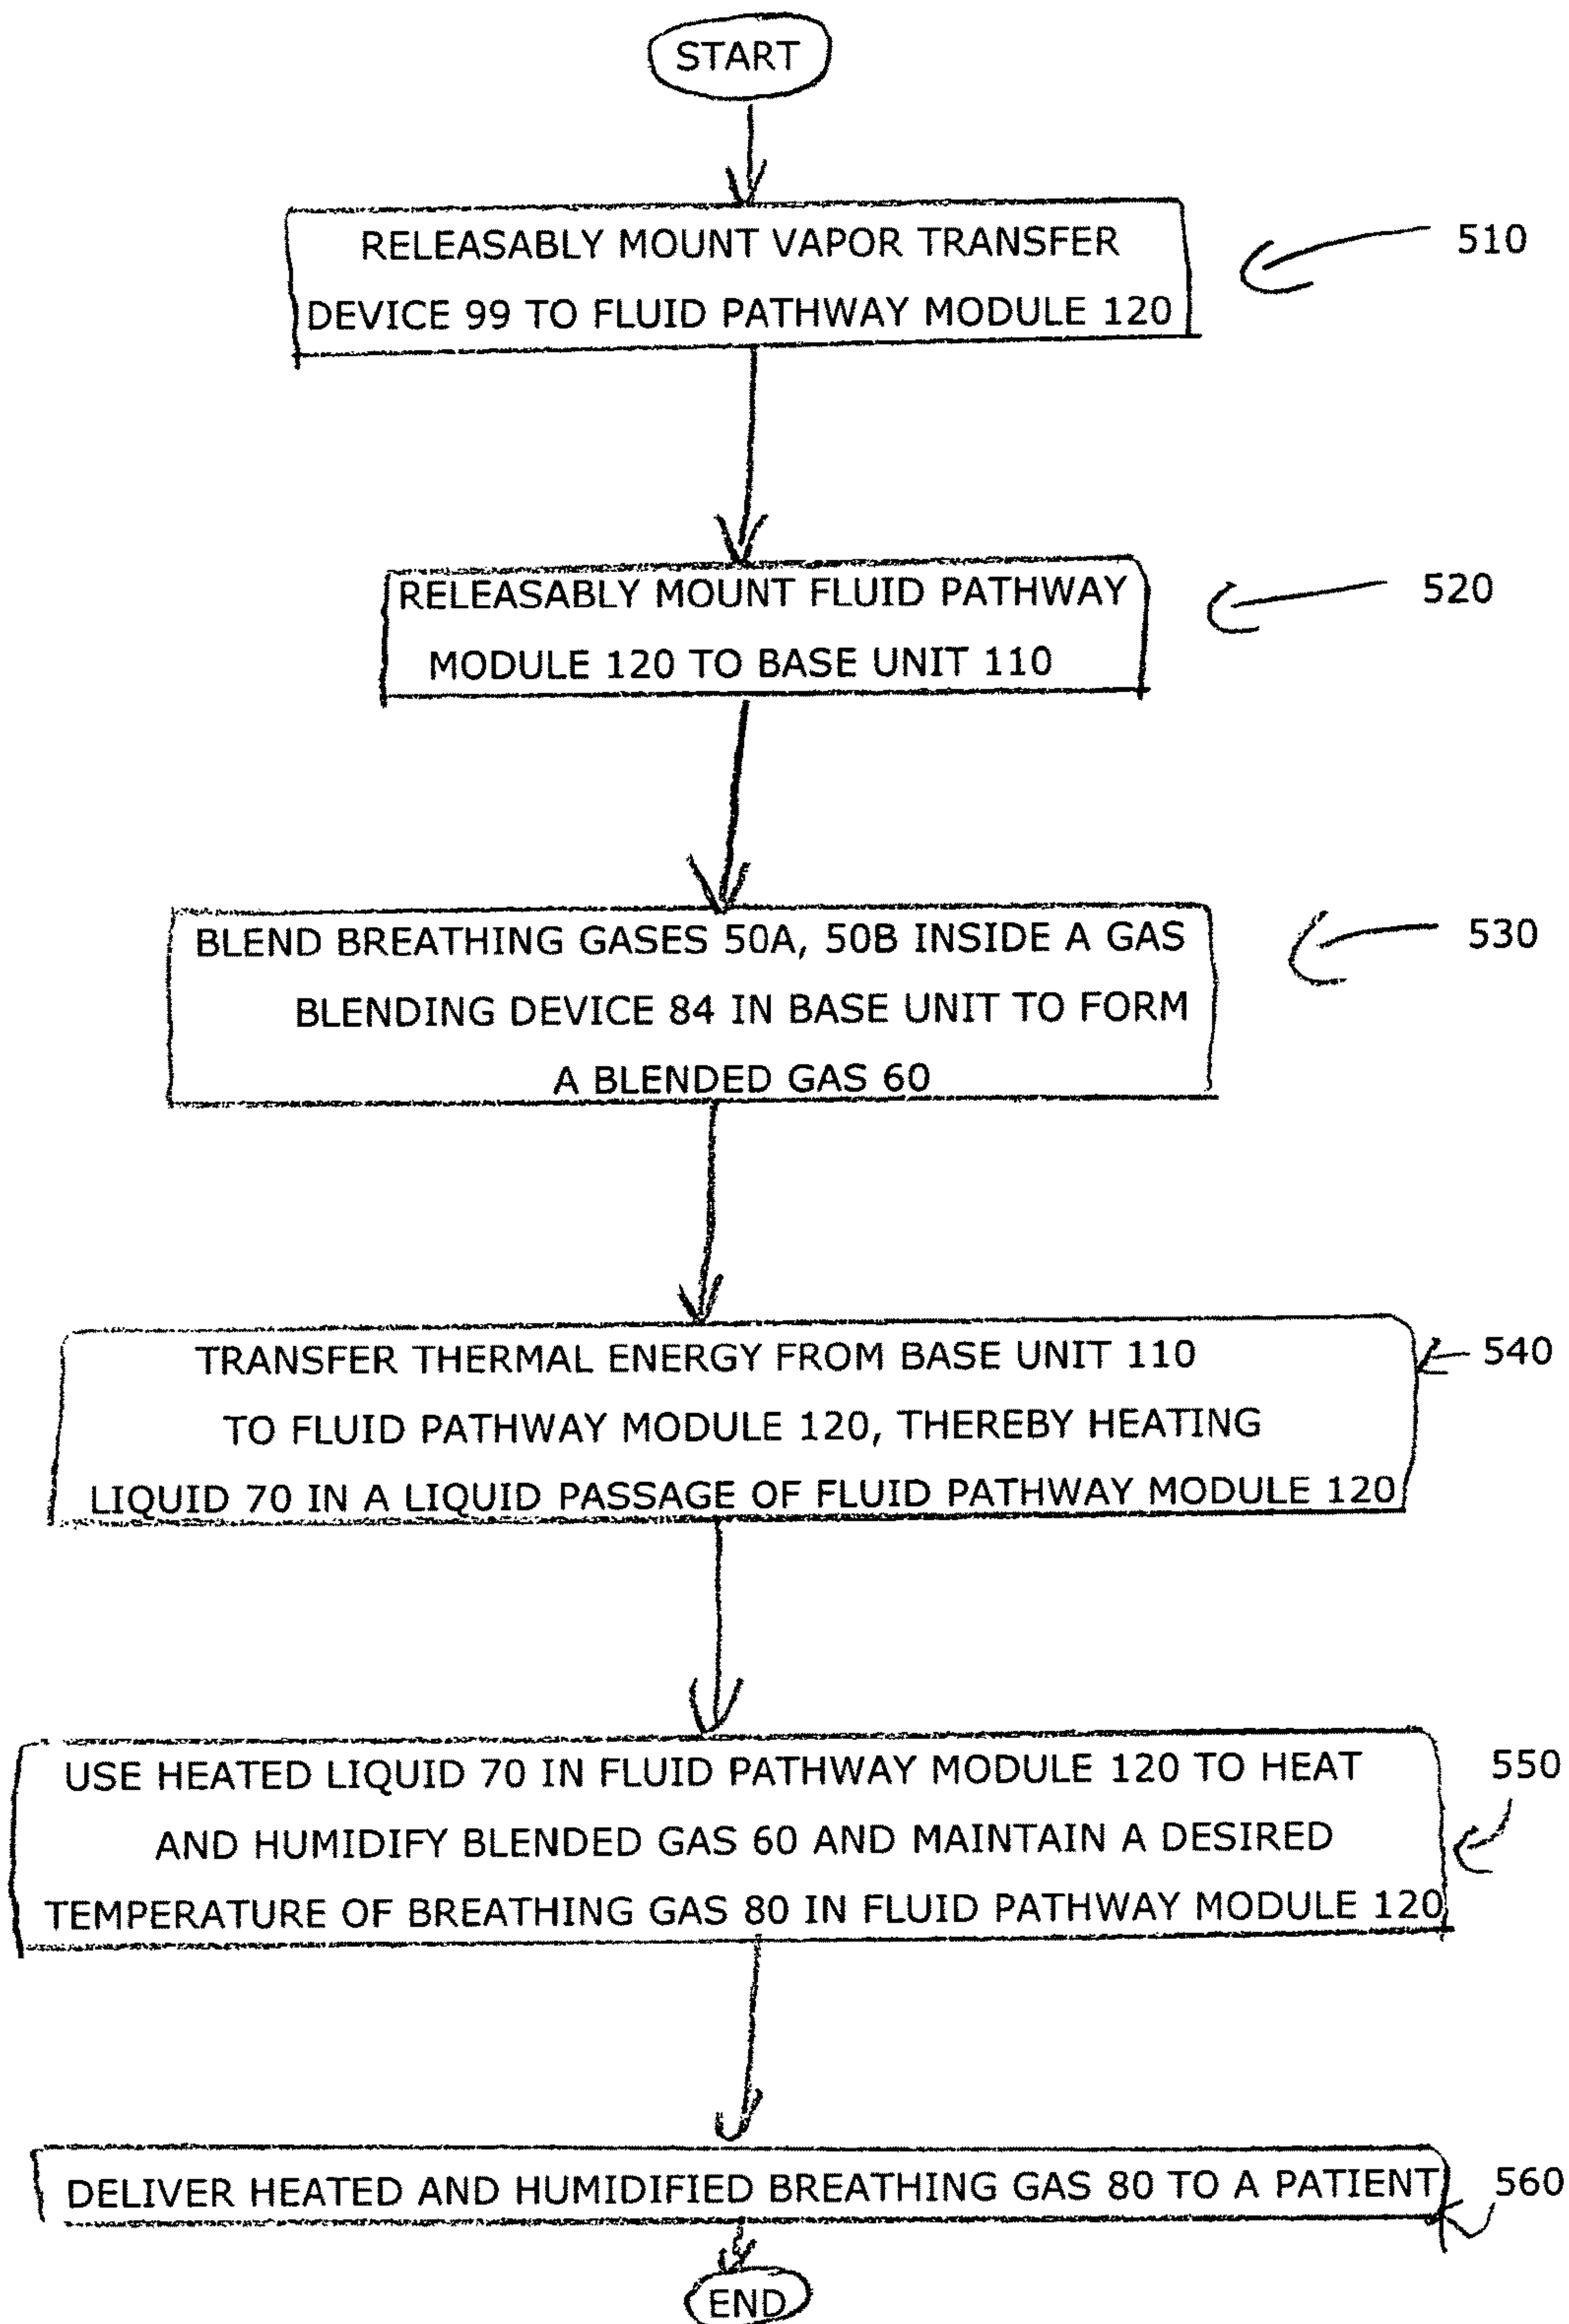 START
RELEASABLY MOUNT VAPOR TRANSFER
DEVICE 99 TO FLUID PATHWAY MODULE 120
510
RELEASABLY MOUNT FLUID PATHWAY
MODULE 120 TO BASE UNIT 110
520
BLEND BREATHING GASES 50A, 50B INSIDE A GAS
BLENDING DEVICE 84 IN BASE UNIT TO FORM
A BLENDED GAS 60
530
TRANSFER THERMAL ENERGY FROM BASE UNIT 110
TO FLUID PATHWAY MODULE 120, THEREBY HEATING
LIQUID 70 IN A LIQUID PASSAGE OF FLUID PATHWAY MODULE 120
540
USE HEATED LIQUID 70 IN FLUID PATHWAY MODULE 120 TO HEAT
AND HUMIDIFY BLENDED GAS 60 AND MAINTAIN A DESIRED
TEMPERATURE OF BREATHING GAS 80 IN FLUID PATHWAY MODULE 120
550
DELIVER HEATED AND HUMIDIFIED BREATHING GAS 80 TO A PATIENT
560
END